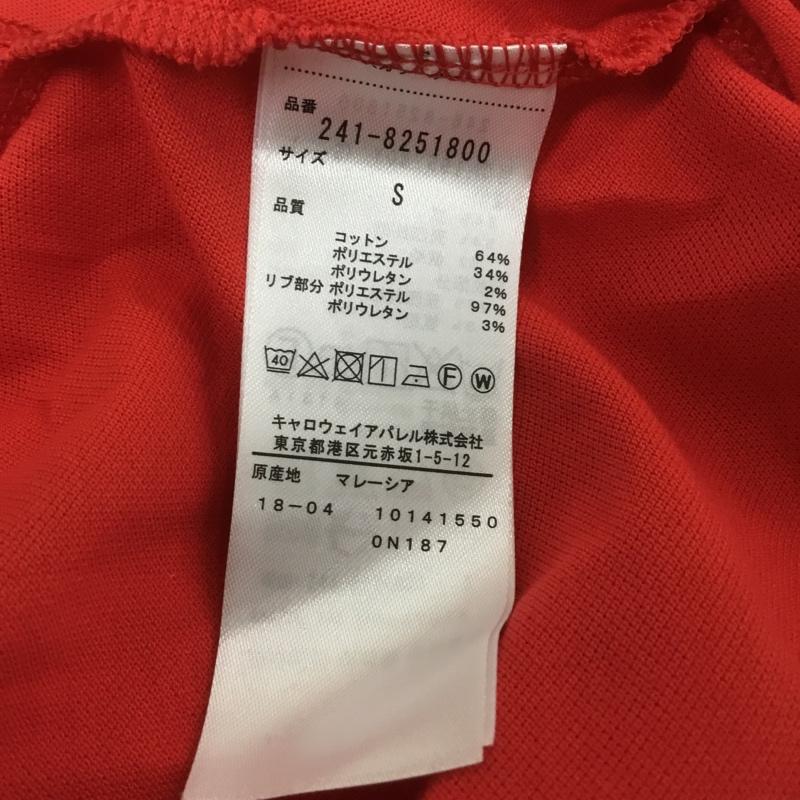 品番
241-8251800
サイズ
S
品質
コットン 64%
ポリエステル 34%
ポリウレタン 2%
リブ部分 ポリエステル 97%
ポリウレタン 3%
40 F W
キャロウェイアパレル株式会社
東京都港区元赤坂1-5-12
原産地 マレーシア
18-04 10141550
0N187